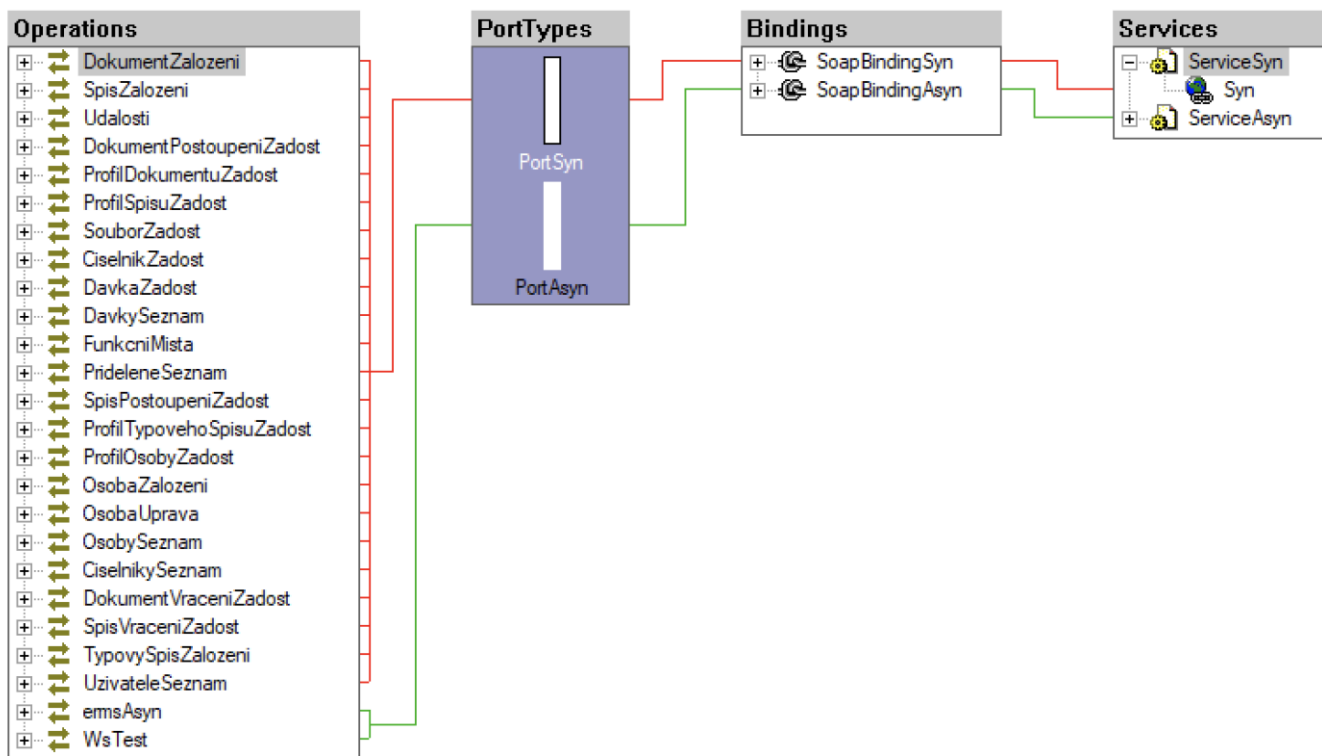 Operations
DokumentZalozeni
SpisZalozeni
Udalosti
DokumentPostoupeniZadost
ProfilDokumentuZadost
ProfilSpisuZadost
SouborZadost
CiselnikZadost
DavkaZadost
DavkySeznam
FunkcniMista
PrideleneSeznam
SpisPostoupeniZadost
ProfilTypovehoSpisuZadost
ProfilOsobyZadost
OsobaZalozeni
OsobaUprava
OsobySeznam
CiselnikySeznam
DokumentVraceniZadost
SpisVraceniZadost
TypovySpisZalozeni
UzivateleSeznam
ermsAsyn
WsTest
PortTypes
PortSyn
PortAsyn
Bindings
SoapBindingSyn
SoapBindingAsyn
Services
ServiceSyn
Syn
ServiceAsyn